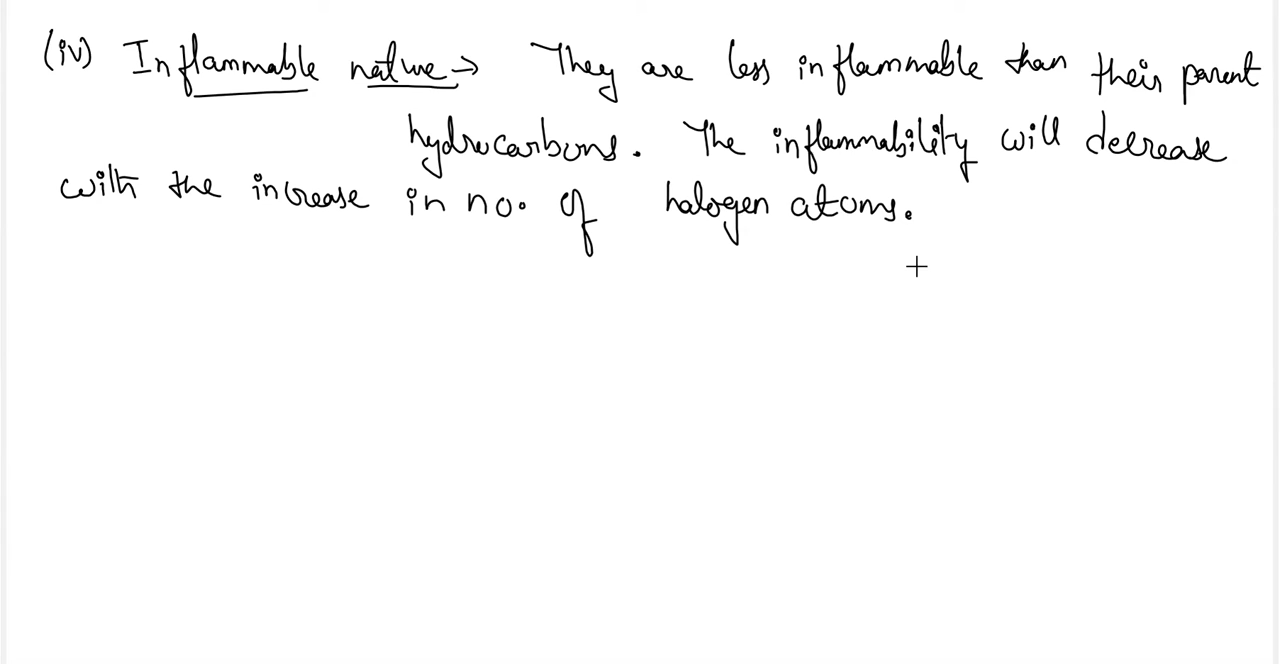 (iv) Inflammable nature → They are less inflammable than their parent
hydrocarbons. The inflammability will decrease
with the increase in no. of halogen atoms.